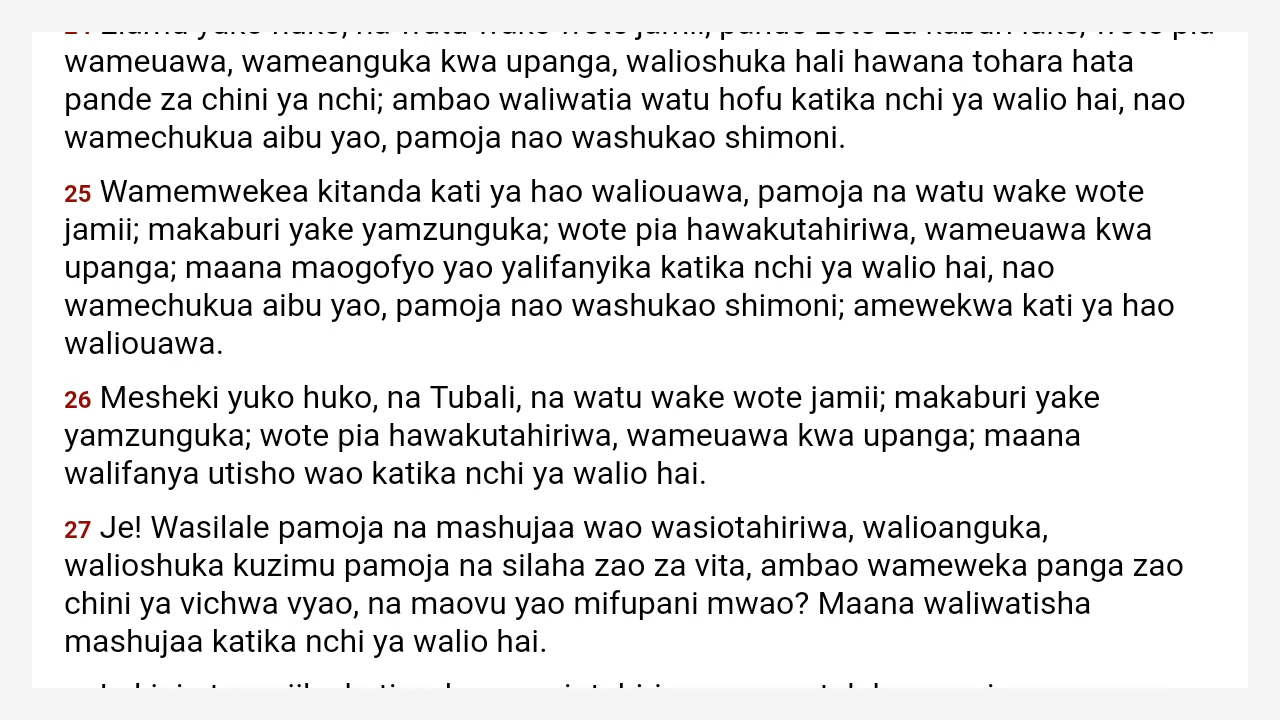 wameuawa, wameanguka kwa upanga, walioshuka hali hawana tohara hata
pande za chini ya nchi; ambao waliwatia watu hofu katika nchi ya walio hai, nao
wamechukua aibu yao, pamoja nao washukao shimoni.
25 Wamemwekea kitanda kati ya hao waliouawa, pamoja na watu wake wote
jamii; makaburi yake yamzunguka; wote pia hawakutahiriwa, wameuawa kwa
upanga; maana maogofyo yao yalifanyika katika nchi ya walio hai, nao
wamechukua aibu yao, pamoja nao washukao shimoni; amewekwa kati ya hao
waliouawa.
26 Mesheki yuko huko, na Tubali, na watu wake wote jamii; makaburi yake
yamzunguka; wote pia hawakutahiriwa, wameuawa kwa upanga; maana
walifanya utisho wao katika nchi ya walio hai.
27 Je! Wasilale pamoja na mashujaa wao wasiotahiriwa, walioanguka,
walioshuka kuzimu pamoja na silaha zao za vita, ambao wameweka panga zao
chini ya vichwa vyao, na maovu yao mifupani mwao? Maana waliwatisha
mashujaa katika nchi ya walio hai.